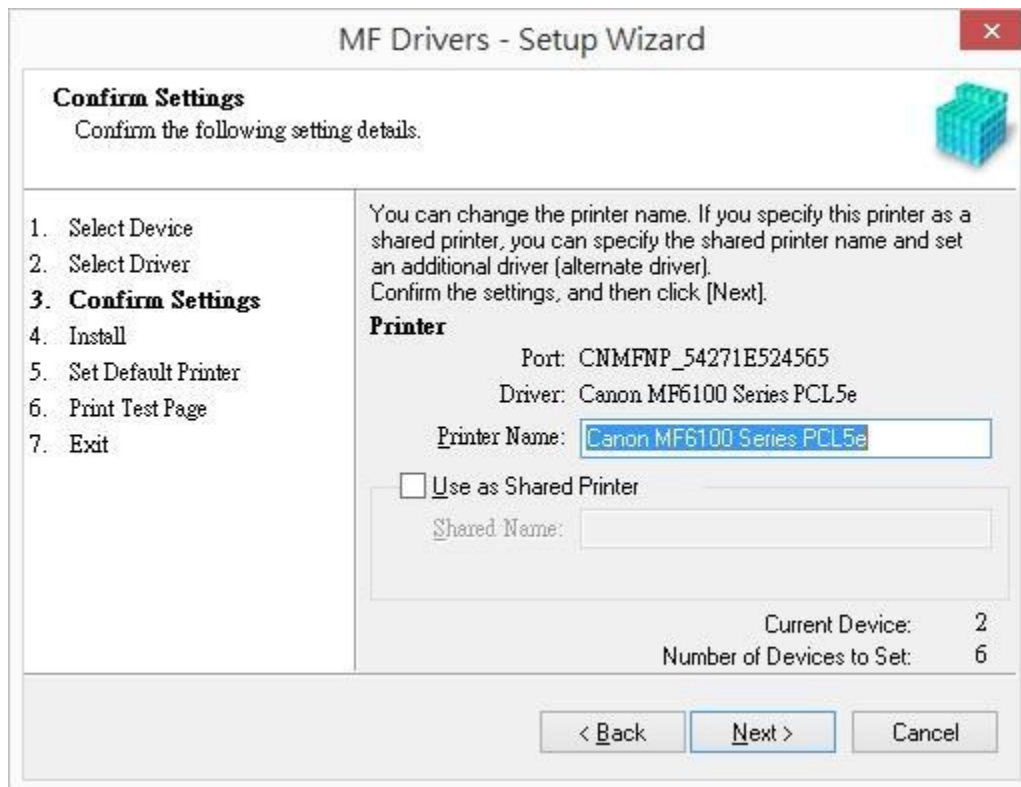 MF Drivers - Setup Wizard
Confirm Settings
Confirm the following setting details.
1. Select Device
2. Select Driver
3. Confirm Settings
4. Install
5. Set Default Printer
6. Print Test Page
7. Exit
You can change the printer name. If you specify this printer as a
shared printer, you can specify the shared printer name and set
an additional driver (alternate driver).
Confirm the settings, and then click [Next].
Printer
Port: CNMFNP_54271E524565
Driver: Canon MF6100 Series PCL5e
Printer Name: Canon MF6100 Series PCL5e
Use as Shared Printer
Shared Name:
Current Device: 2
Number of Devices to Set: 6
< Back Next > Cancel